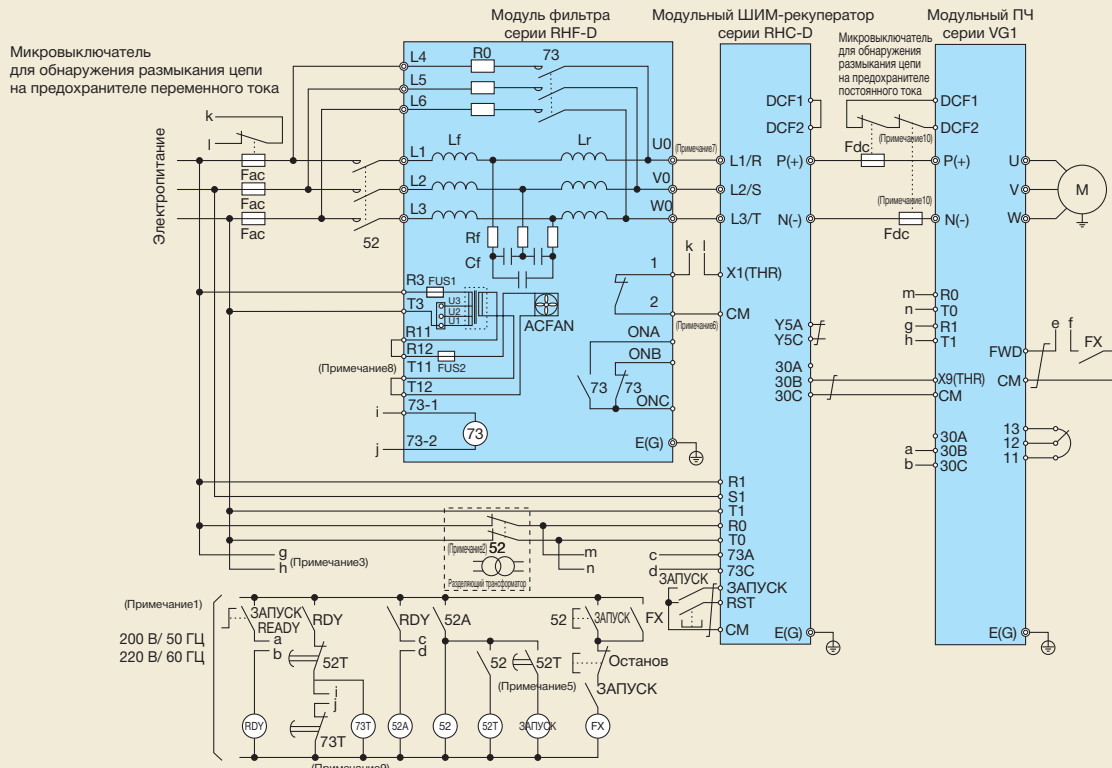 Модуль фильтра
серии RHF-D
Модульный ШИМ-рекуператор
серии RHC-D
Модульный ПЧ
серии VG1
Микровыключатель
для обнаружения размыкания цепи
на предохранителе переменного тока
Микровыключатель
для обнаружения
размыкания цепи
на предохранителе
постоянного тока
Электропитание
k
l
Fac
Fac
Fac
52
L4
L5
L6
R0
73
L1
L2
L3
Lf
Lr
U0
V0
W0
(Примечание7)
Rf
Cf
R3
FUS1
T3
U3
U2
U1
R11
R12
FUS2
T11
T12
(Примечание8)
ACFAN
i
73-1
73
j
73-2
1
2
ONA
ONB
73
73
ONC
E(G)
k
l
(Примечание6)
L1/R
L2/S
L3/T
X1(THR)
CM
DCF1
DCF2
P(+)
N(-)
Y5A
Y5C
30A
30B
30C
Fdc
(Примечание10)
(Примечание10)
Fdc
DCF1
DCF2
P(+)
N(-)
U
V
W
M
m
R0
n
T0
g
R1
h
T1
FWD
e
f
FX
X9(THR)
CM
CM
30A
a
30B
b
30C
13
12
11
E(G)
R1
S1
T1
R0
T0
c
73A
d
73C
ЗАПУСК
ЗАПУСК
RST
CM
E(G)
g
h
(Примечание3)
(Примечание2)
52
Разделяющий трансформатор
m
n
(Примечание1)
200 В/ 50 ГЦ
220 В/ 60 ГЦ
ЗАПУСК
READY
a
b
RDY
52T
i
j
73T
RDY
c
d
52A
52
52T
(Примечание5)
52
ЗАПУСК
FX
Останов
ЗАПУСК
RDY
73T
52A
52
52T
ЗАПУСК
FX
(Примечание9)